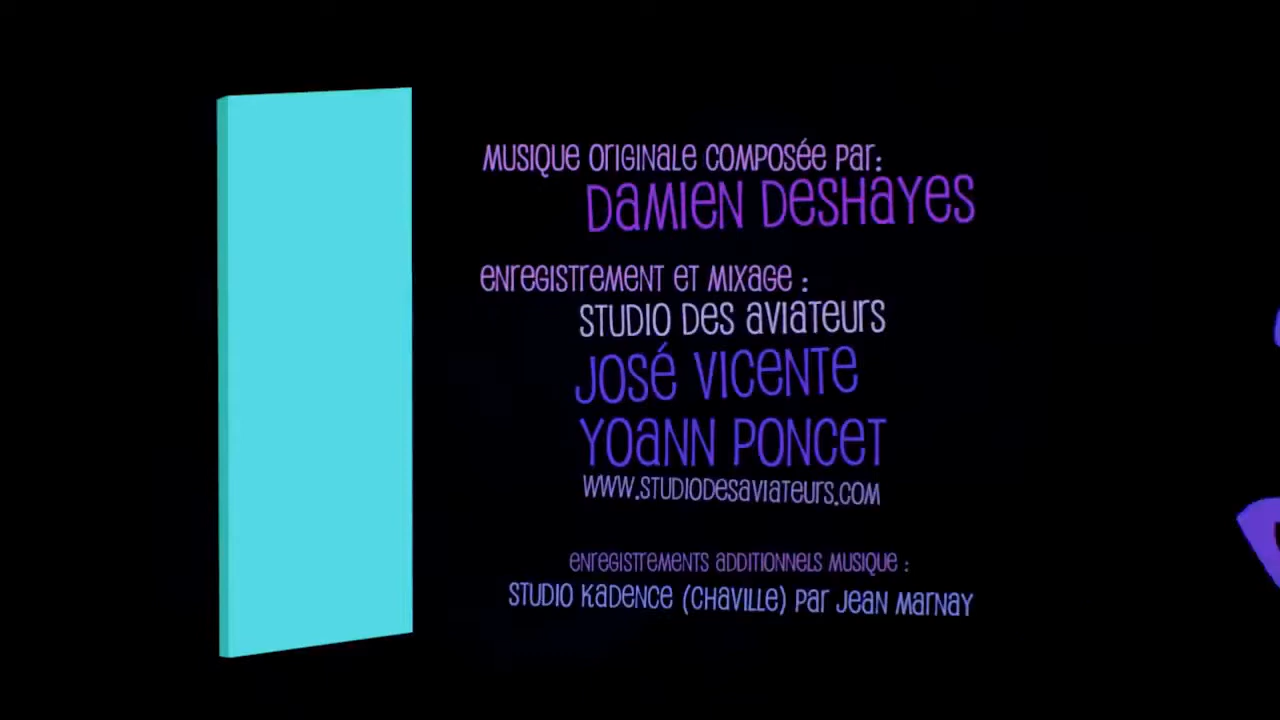 Musique originale composée par:
Damien Deshayes
Enregistrement et mixage :
Studio des Aviateurs
José Vicente
Yoann Poncet
www.studiodesaviateurs.com
Enregistrements additionnels musique :
Studio Kadence (Chaville) par Jean Marnay